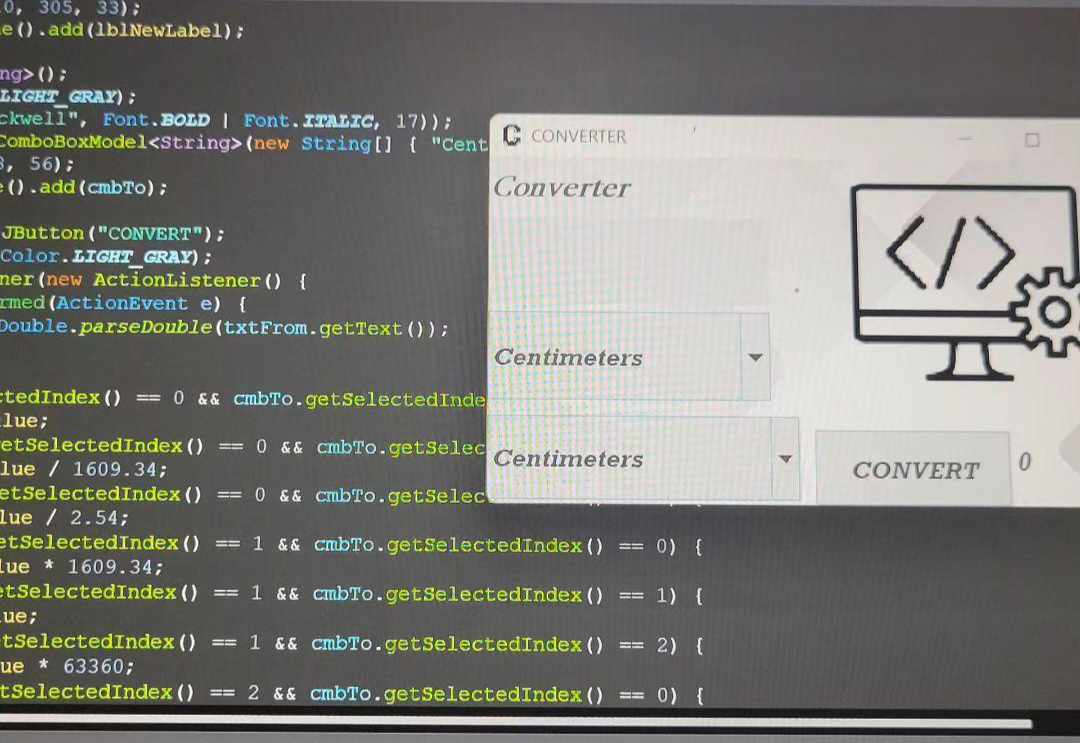 0, 305, 33);
e().add(lblNewLabel);
ng>();
LIGHT_GRAY);
ckwell", Font.BOLD | Font.ITALIC, 17));
ComboBoxModel<String>(new String[] { "Cent
, 56);
().add(cmbTo);
JButton("CONVERT");
Color.LIGHT_GRAY);
ner(new ActionListener() {
rmed(ActionEvent e) {
Double.parseDouble(txtFrom.getText());
ctedIndex() == 0 && cmbTo.getSelectedInde
lue;
etSelectedIndex() == 0 && cmbTo.getSelec
lue / 1609.34;
etSelectedIndex() == 0 && cmbTo.getSelec
lue / 2.54;
etSelectedIndex() == 1 && cmbTo.getSelectedIndex() == 0) {
lue * 1609.34;
etSelectedIndex() == 1 && cmbTo.getSelectedIndex() == 1) {
ue;
tSelectedIndex() == 1 && cmbTo.getSelectedIndex() == 2) {
ue * 63360;
tSelectedIndex() == 2 && cmbTo.getSelectedIndex() == 0) {
CONVERTER
Converter
</>
Centimeters
Centimeters
CONVERT
0